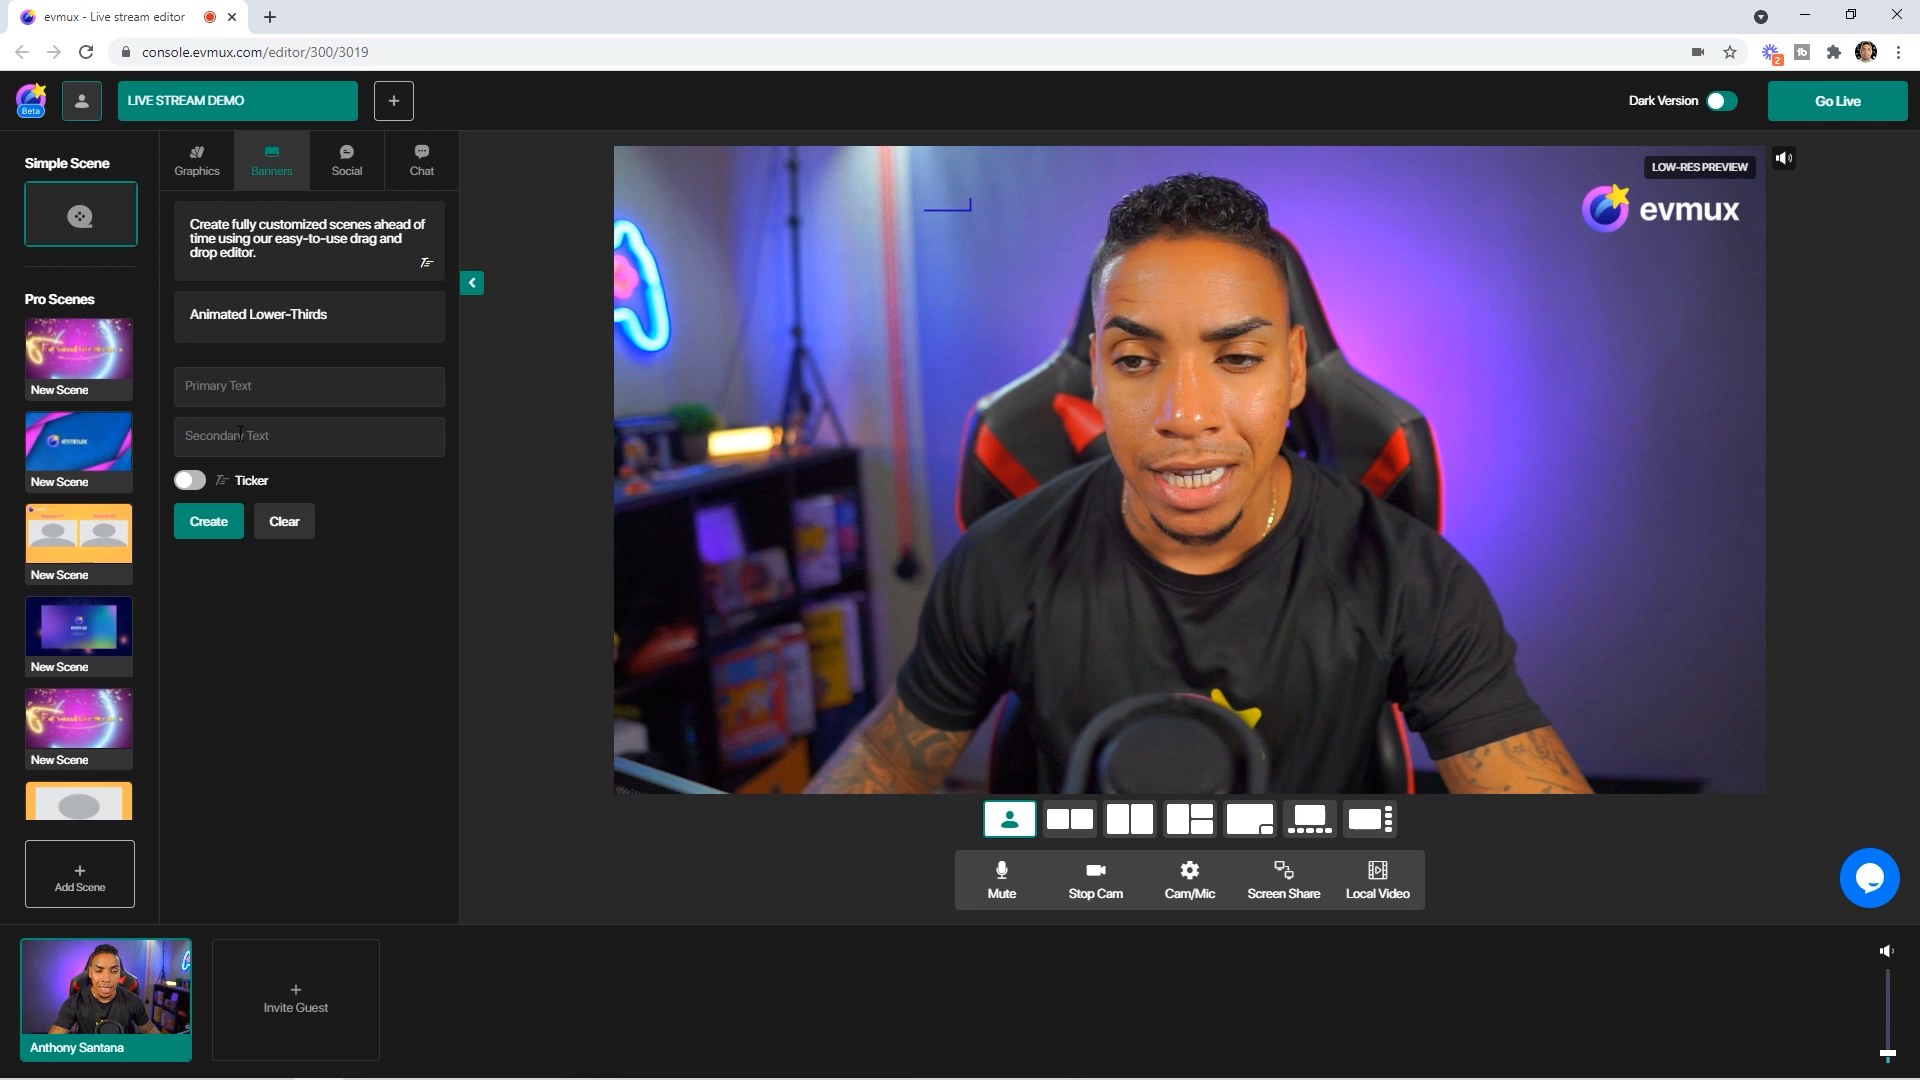 evmux - Live stream editor
console.evmux.com/editor/300/3019
2
Beta
LIVE STREAM DEMO
Dark Version
Go Live
Simple Scene
Graphics
Banners
Social
Chat
Create fully customized scenes ahead of
time using our easy-to-use drag and
drop editor.
Animated Lower-Thirds
Primary Text
Secondary Text
Ticker
Create
Clear
LOW-RES PREVIEW
evmux
Pro Scenes
New Scene
evmux
New Scene
New Scene
New Scene
New Scene
Add Scene
Mute
Stop Cam
Cam/Mic
Screen Share
Local Video
Anthony Santana
Invite Guest